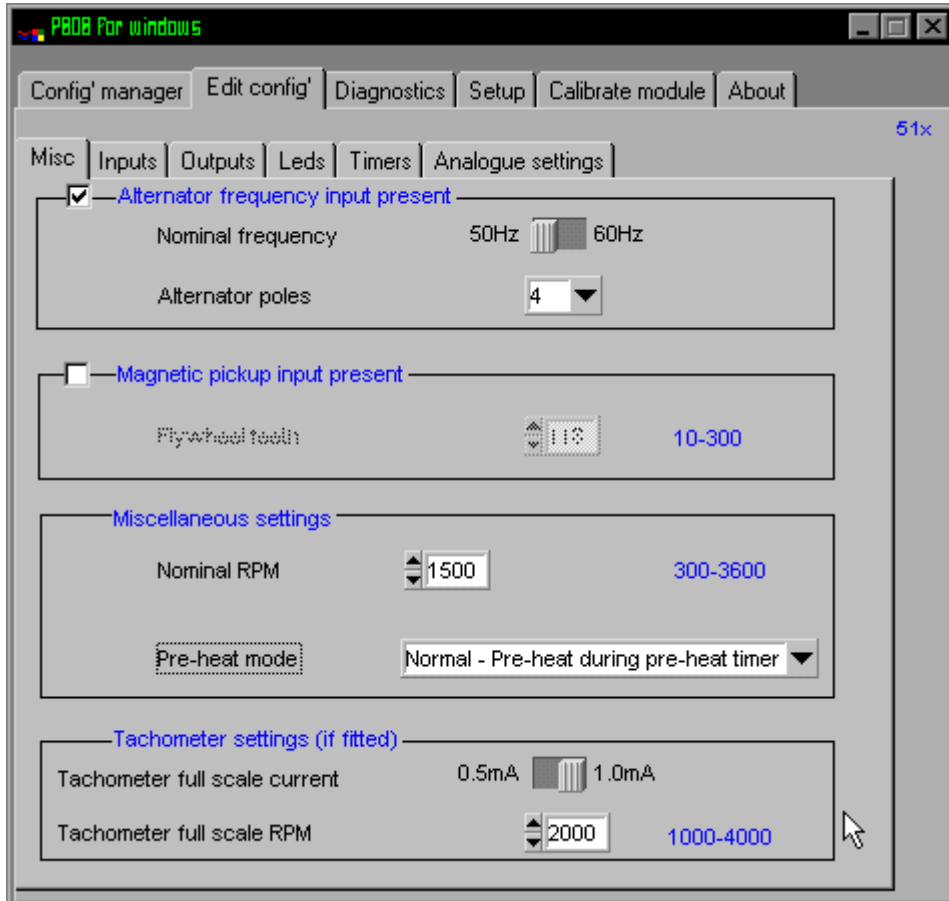 P808 For windows
Config' manager Edit config' Diagnostics Setup Calibrate module About
51x
Misc Inputs Outputs Leds Timers Analogue settings
Alternator frequency input present
Nominal frequency 50Hz 60Hz
Alternator poles 4
Magnetic pickup input present
Flywheel teeth 118 10-300
Miscellaneous settings
Nominal RPM 1500 300-3600
Pre-heat mode Normal - Pre-heat during pre-heat timer
Tachometer settings (if fitted)
Tachometer full scale current 0.5mA 1.0mA
Tachometer full scale RPM 2000 1000-4000